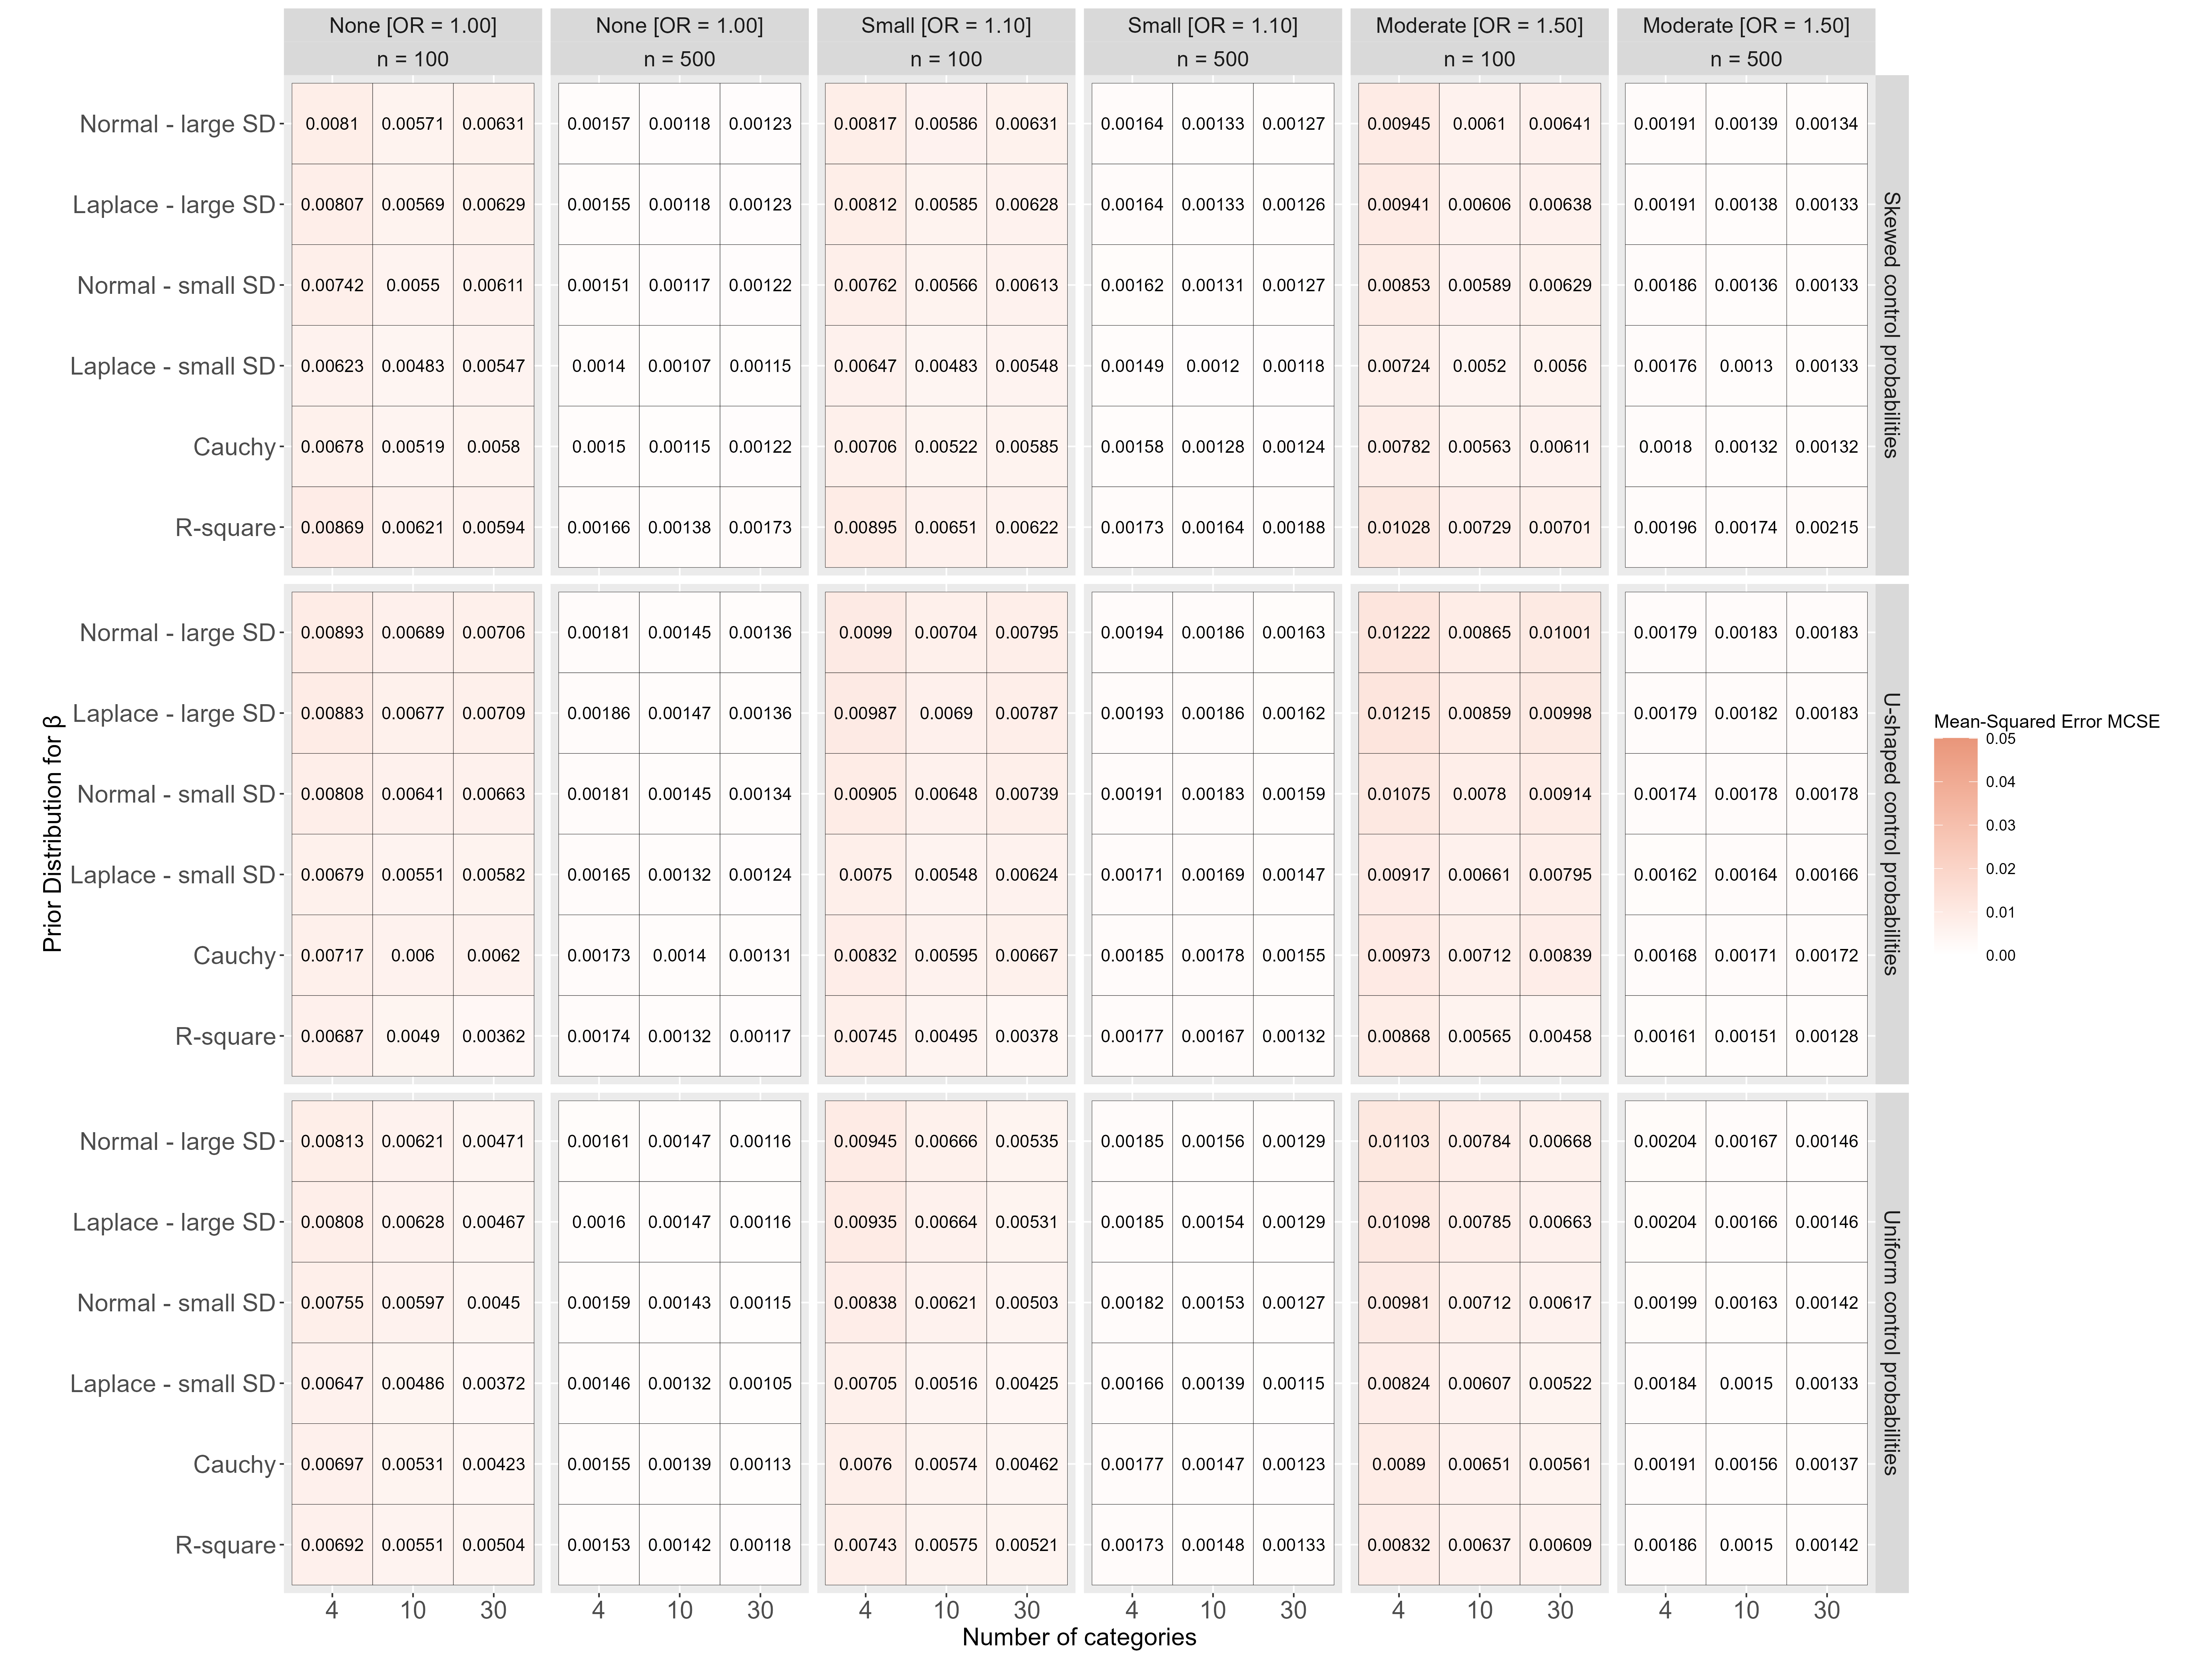 None [OR = 1.00] None [OR = 1.00] Small [OR = 1.10] Small [OR = 1.10] Moderate [OR = 1.50] Moderate [OR = 1.50]
n = 100 n = 500 n = 100 n = 500 n = 100 n = 500
Normal - large SD 0.0081 0.00571 0.00631 0.00157 0.00118 0.00123 0.00817 0.00586 0.00631 0.00164 0.00133 0.00127 0.00945 0.0061 0.00641 0.00191 0.00139 0.00134
Laplace - large SD 0.00807 0.00569 0.00629 0.00155 0.00118 0.00123 0.00812 0.00585 0.00628 0.00164 0.00133 0.00126 0.00941 0.00606 0.00638 0.00191 0.00138 0.00133
Normal - small SD 0.00742 0.0055 0.00611 0.00151 0.00117 0.00122 0.00762 0.00566 0.00613 0.00162 0.00131 0.00127 0.00853 0.00589 0.00629 0.00186 0.00136 0.00133
Laplace - small SD 0.00623 0.00483 0.00547 0.0014 0.00107 0.00115 0.00647 0.00483 0.00548 0.00149 0.0012 0.00118 0.00724 0.0052 0.0056 0.00176 0.0013 0.00133
Cauchy 0.00678 0.00519 0.0058 0.0015 0.00115 0.00122 0.00706 0.00522 0.00585 0.00158 0.00128 0.00124 0.00782 0.00563 0.00611 0.0018 0.00132 0.00132
R-square 0.00869 0.00621 0.00594 0.00166 0.00138 0.00173 0.00895 0.00651 0.00622 0.00173 0.00164 0.00188 0.01028 0.00729 0.00701 0.00196 0.00174 0.00215
Skewed control probabilities
Normal - large SD 0.00893 0.00689 0.00706 0.00181 0.00145 0.00136 0.0099 0.00704 0.00795 0.00194 0.00186 0.00163 0.01222 0.00865 0.01001 0.00179 0.00183 0.00183
Laplace - large SD 0.00883 0.00677 0.00709 0.00186 0.00147 0.00136 0.00987 0.0069 0.00787 0.00193 0.00186 0.00162 0.01215 0.00859 0.00998 0.00179 0.00182 0.00183
Normal - small SD 0.00808 0.00641 0.00663 0.00181 0.00145 0.00134 0.00905 0.00648 0.00739 0.00191 0.00183 0.00159 0.01075 0.0078 0.00914 0.00174 0.00178 0.00178
Laplace - small SD 0.00679 0.00551 0.00582 0.00165 0.00132 0.00124 0.0075 0.00548 0.00624 0.00171 0.00169 0.00147 0.00917 0.00661 0.00795 0.00162 0.00164 0.00166
Cauchy 0.00717 0.006 0.0062 0.00173 0.0014 0.00131 0.00832 0.00595 0.00667 0.00185 0.00178 0.00155 0.00973 0.00712 0.00839 0.00168 0.00171 0.00172
R-square 0.00687 0.0049 0.00362 0.00174 0.00132 0.00117 0.00745 0.00495 0.00378 0.00177 0.00167 0.00132 0.00868 0.00565 0.00458 0.00161 0.00151 0.00128
U-shaped control probabilities
Normal - large SD 0.00813 0.00621 0.00471 0.00161 0.00147 0.00116 0.00945 0.00666 0.00535 0.00185 0.00156 0.00129 0.01103 0.00784 0.00668 0.00204 0.00167 0.00146
Laplace - large SD 0.00808 0.00628 0.00467 0.0016 0.00147 0.00116 0.00935 0.00664 0.00531 0.00185 0.00154 0.00129 0.01098 0.00785 0.00663 0.00204 0.00166 0.00146
Normal - small SD 0.00755 0.00597 0.0045 0.00159 0.00143 0.00115 0.00838 0.00621 0.00503 0.00182 0.00153 0.00127 0.00981 0.00712 0.00617 0.00199 0.00163 0.00142
Laplace - small SD 0.00647 0.00486 0.00372 0.00146 0.00132 0.00105 0.00705 0.00516 0.00425 0.00166 0.00139 0.00115 0.00824 0.00607 0.00522 0.00184 0.0015 0.00133
Cauchy 0.00697 0.00531 0.00423 0.00155 0.00139 0.00113 0.0076 0.00574 0.00462 0.00177 0.00147 0.00123 0.0089 0.00651 0.00561 0.00191 0.00156 0.00137
R-square 0.00692 0.00551 0.00504 0.00153 0.00142 0.00118 0.00743 0.00575 0.00521 0.00173 0.00148 0.00133 0.00832 0.00637 0.00609 0.00186 0.0015 0.00142
Uniform control probabilities
4 10 30 4 10 30 4 10 30 4 10 30 4 10 30 4 10 30
Number of categories
Prior Distribution for β
Mean-Squared Error MCSE
0.05
0.04
0.03
0.02
0.01
0.00